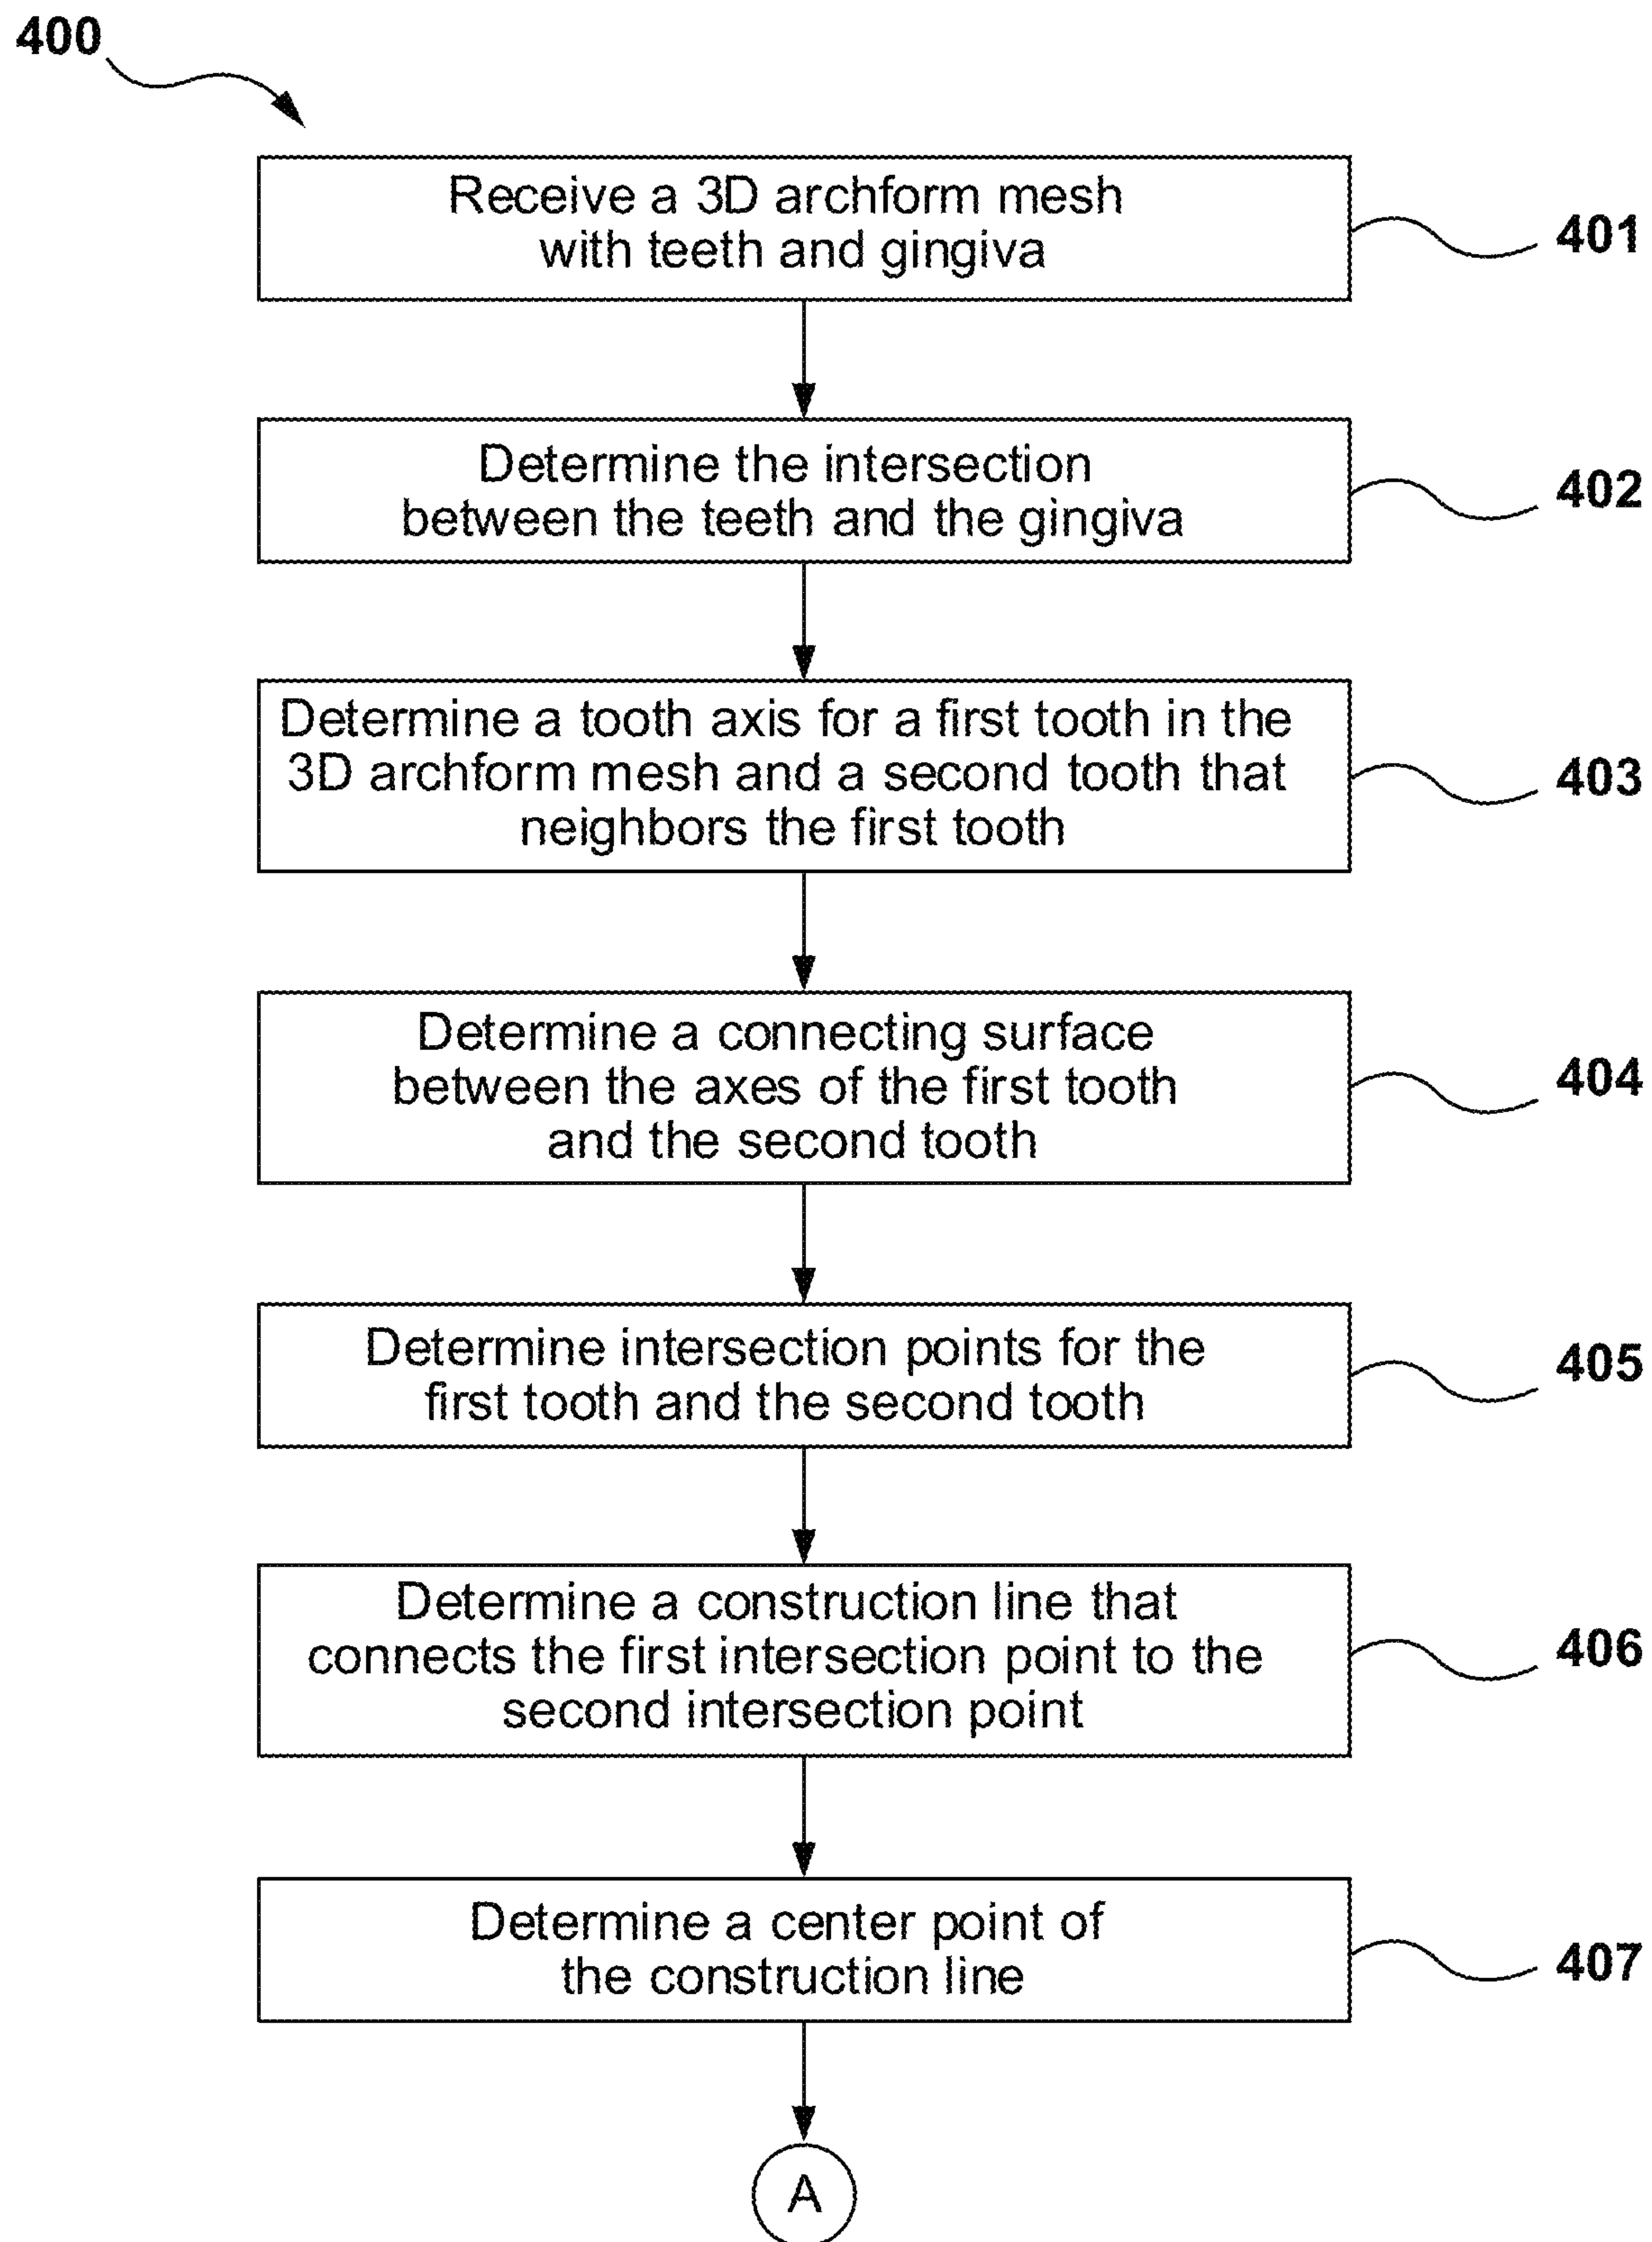 400
Receive a 3D archform mesh
with teeth and gingiva
401
Determine the intersection
between the teeth and the gingiva
402
Determine a tooth axis for a first tooth in the
3D archform mesh and a second tooth that
neighbors the first tooth
403
Determine a connecting surface
between the axes of the first tooth
and the second tooth
404
Determine intersection points for the
first tooth and the second tooth
405
Determine a construction line that
connects the first intersection point to the
second intersection point
406
Determine a center point of
the construction line
407
A